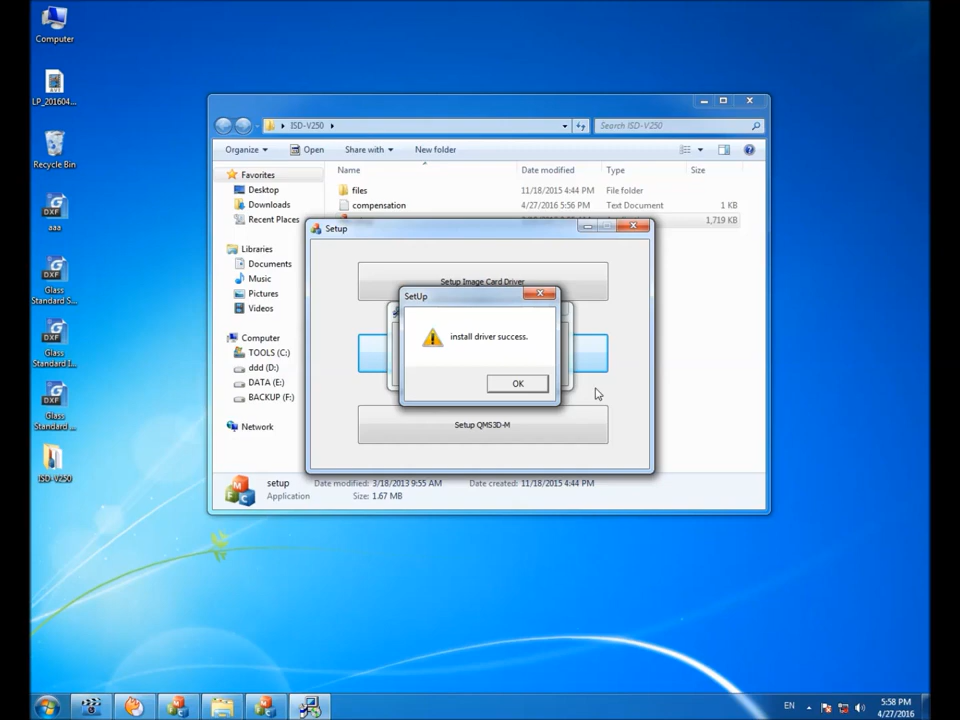 Computer
LP_201604...
Recycle Bin
aaa
Glass
Standard S...
Glass
Standard I...
Glass
Standard...
ISD-V250
ISD-V250
Search ISD-V250
Organize
Open
Share with
New folder
Name
Date modified
Type
Size
Favorites
Desktop
Downloads
Recent Places
Libraries
Documents
Music
Pictures
Videos
Computer
TOOLS (C:)
ddd (D:)
DATA (E:)
BACKUP (F:)
Network
files
11/18/2015 4:44 PM
File folder
compensation
4/27/2016 5:56 PM
Text Document
1 KB
1,719 KB
Setup
Setup Image Card Driver
SetUp
install driver success.
OK
Setup QMS3D-M
setup
Date modified: 3/18/2013 9:55 AM
Date created: 11/18/2015 4:44 PM
Application
Size: 1.67 MB
EN
5:58 PM
4/27/2016